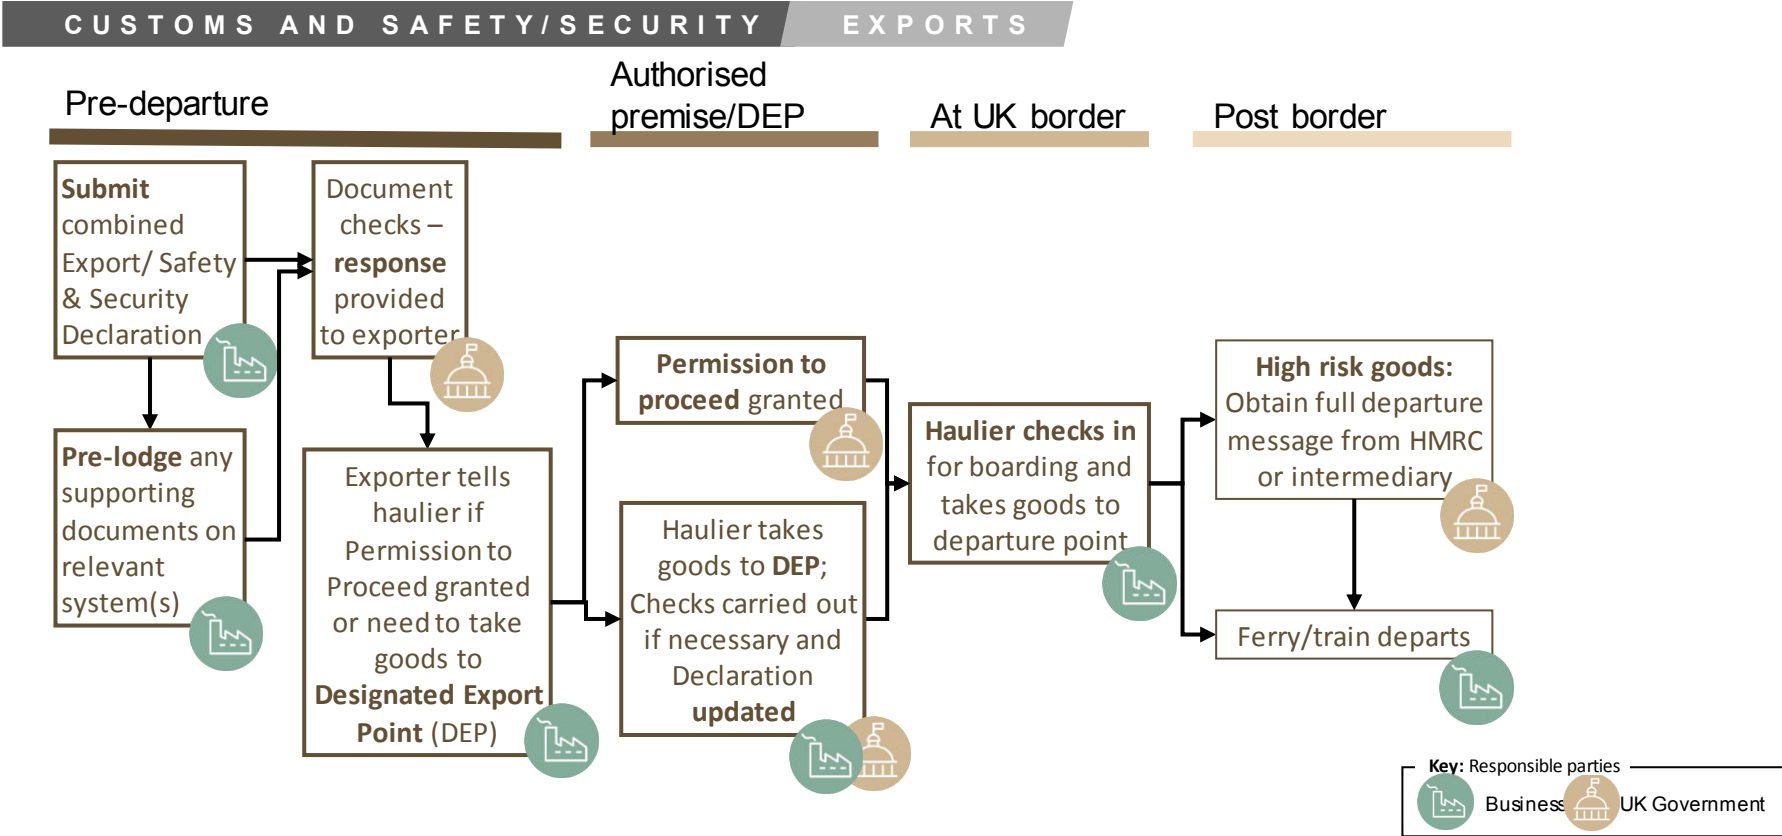 CUSTOMS AND SAFETY/SECURITY
EXPORTS
Pre-departure
Authorised
premise/DEP
At UK border
Post border
Submit
combined
Export/ Safety
& Security
Declaration
Document
checks –
response
provided
to exporter
Pre-lodge any
supporting
documents on
relevant
system(s)
Exporter tells
haulier if
Permission to
Proceed granted
or need to take
goods to
Designated Export
Point (DEP)
Permission to
proceed granted
Haulier takes
goods to DEP;
Checks carried out
if necessary and
Declaration
updated
Haulier checks in
for boarding and
takes goods to
departure point
High risk goods:
Obtain full departure
message from HMRC
or intermediary
Ferry/train departs
Key: Responsible parties
Business
UK Government